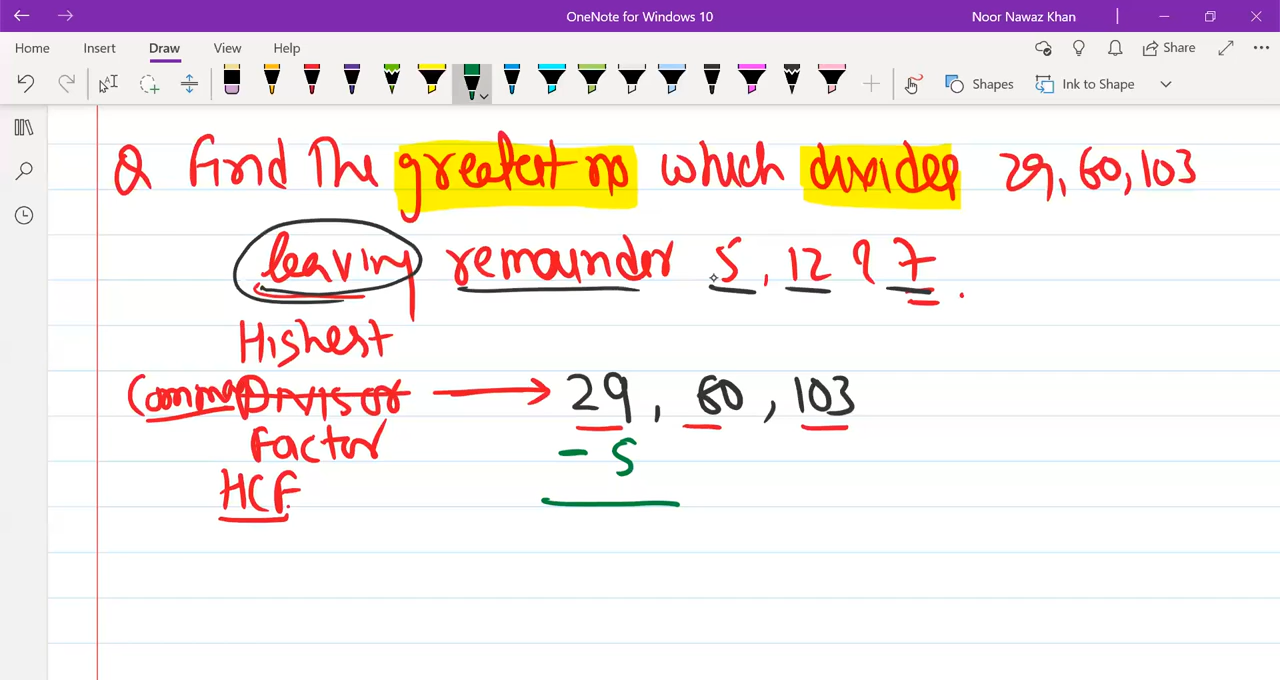 OneNote for Windows 10
Noor Nawaz Khan
Home Insert Draw View Help
Share
Shapes
Ink to Shape
Q Find The greatest no which divides 29, 60, 103
leaving remainder 5, 12 & 7.
Highest
Common Divisor → 29, 60, 103
Factor - 5
HCF